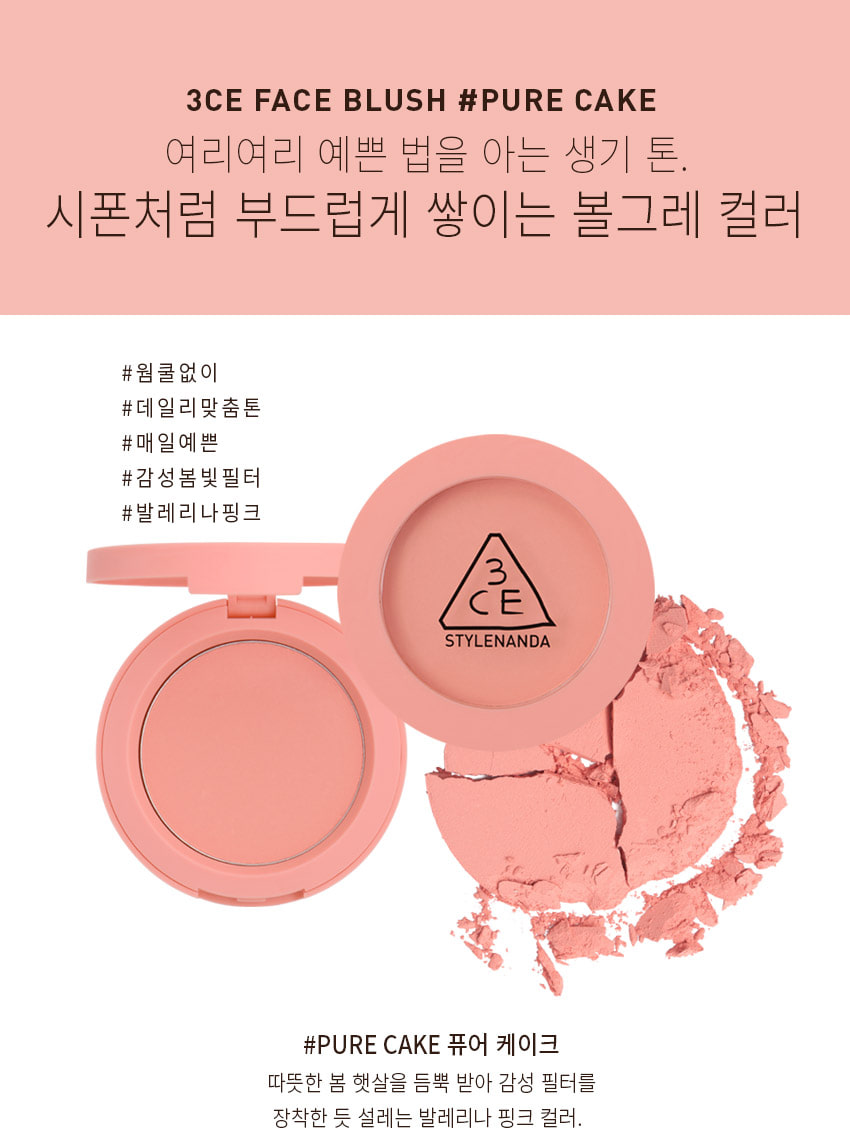 3CE FACE BLUSH #PURE CAKE
여리여리 예쁜 법을 아는 생기 톤.
시폰처럼 부드럽게 쌓이는 볼그레 컬러
#웜쿨없이
#데일리맞춤톤
#매일예쁜
#감성봄빛필터
#발레리나핑크
3
CE
STYLENANDA
#PURE CAKE 퓨어 케이크
따뜻한 봄 햇살을 듬뿍 받아 감성 필터를
장착한 듯 설레는 발레리나 핑크 컬러.